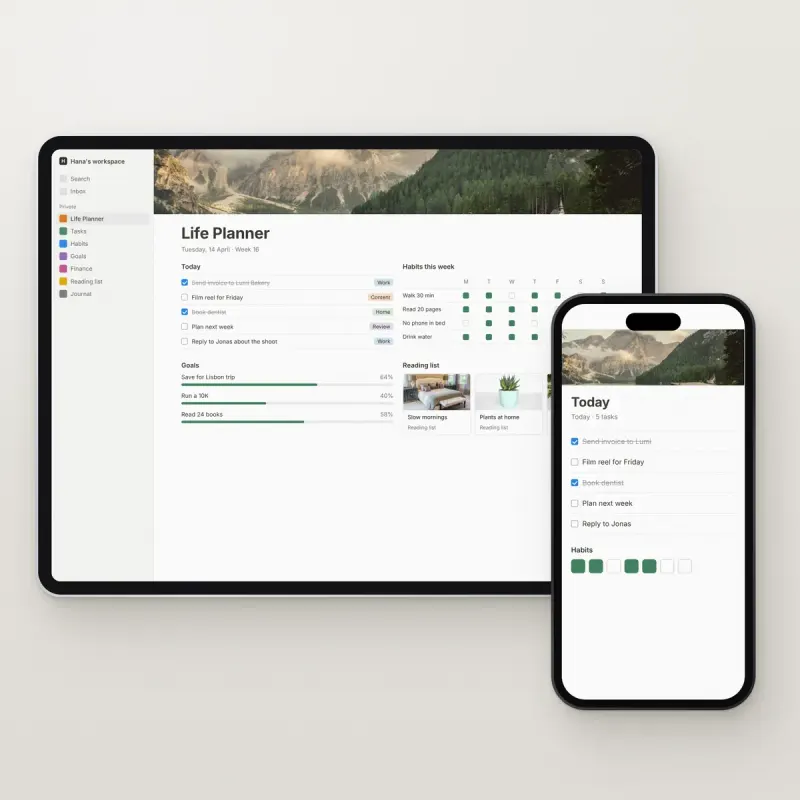 H Hana's workspace
Search
Inbox
Private
Life Planner
Tasks
Habits
Goals
Finance
Reading list
Journal
Life Planner
Tuesday, 14 April · Week 16
Today
Send invoice to Lumi Bakery Work
Film reel for Friday Content
Book dentist Home
Plan next week Review
Reply to Jonas about the shoot Work
Habits this week
M T W T F S S
Walk 30 min
Read 20 pages
No phone in bed
Drink water
Goals
Save for Lisbon trip 64%
Run a 10K 40%
Read 24 books 58%
Reading list
Slow mornings
Reading list
Plants at home
Reading list
Today
Today · 5 tasks
Send invoice to Lumi
Film reel for Friday
Book dentist
Plan next week
Reply to Jonas
Habits